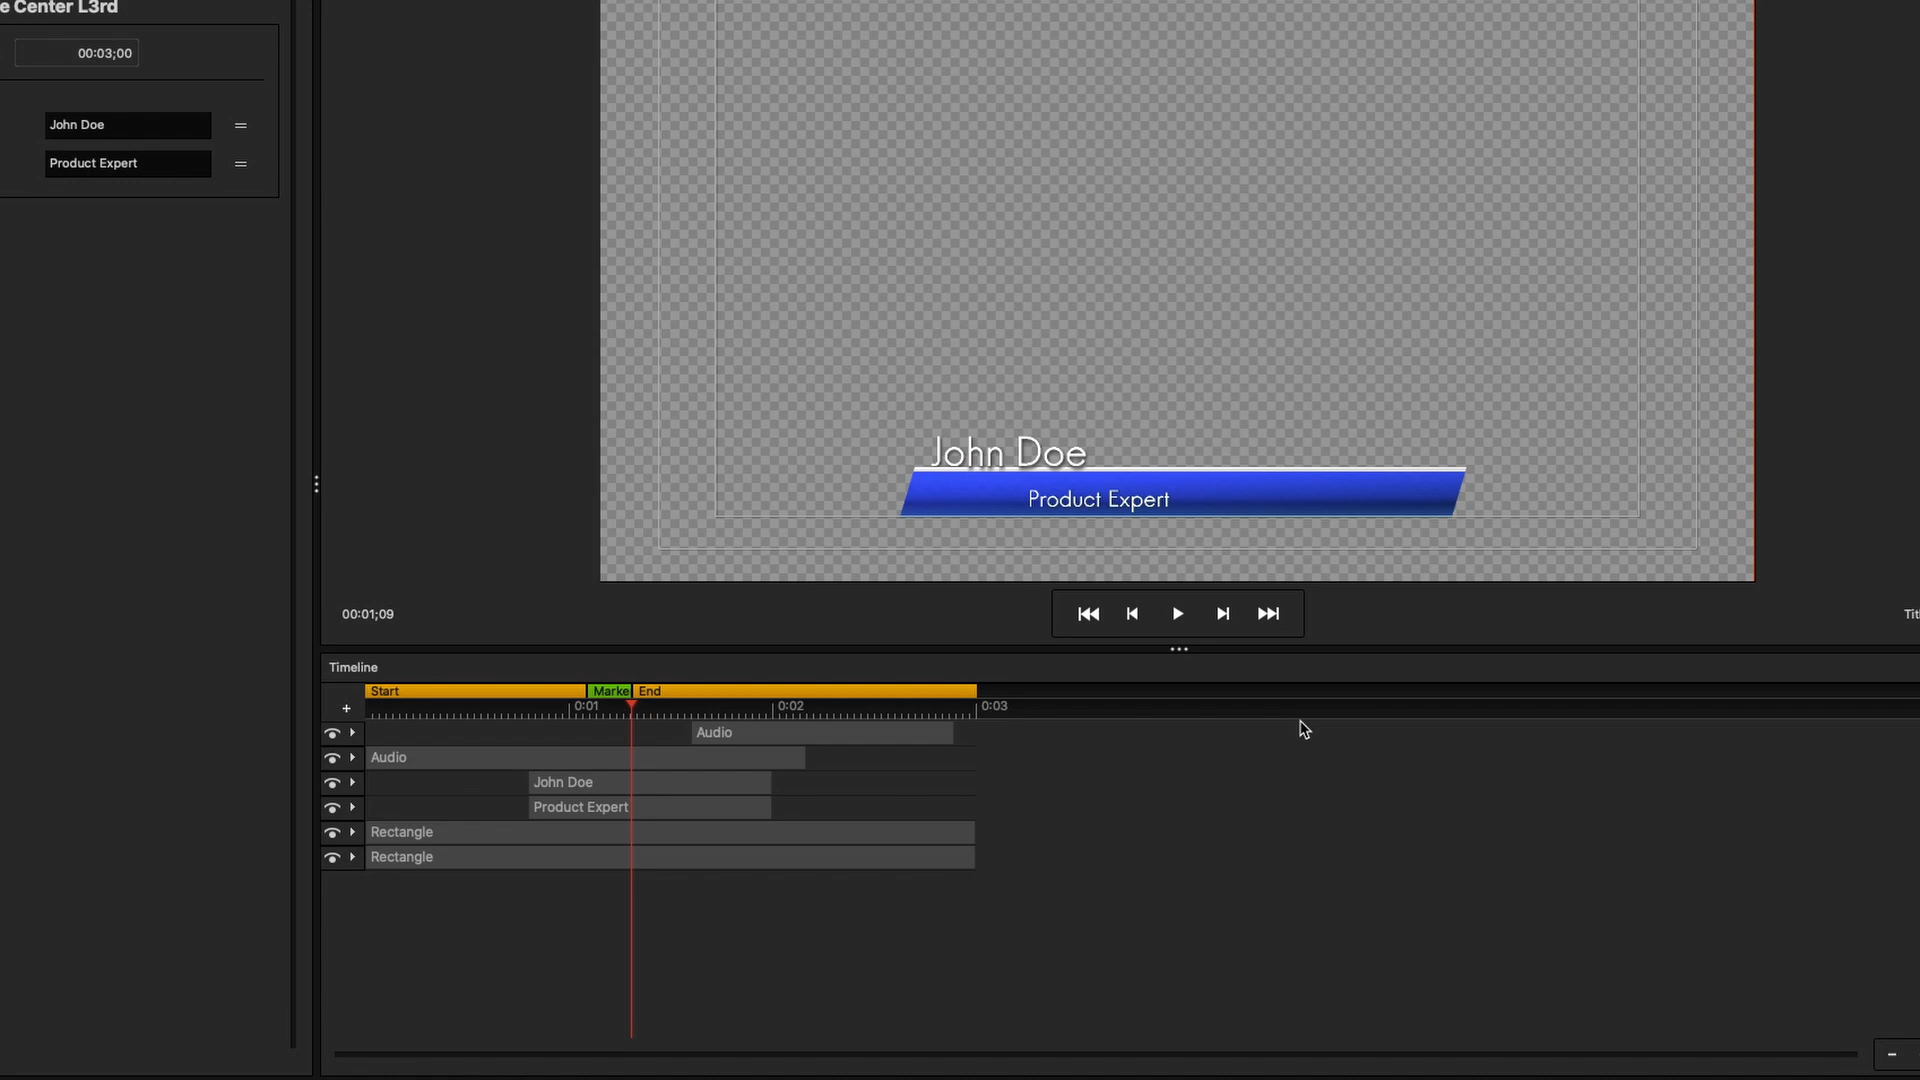 e Center L3rd
00:03;00
John Doe
Product Expert
John Doe
Product Expert
00:01;09
Tit
Timeline
Start Marke End
0:01 0:02 0:03
Audio
Audio
John Doe
Product Expert
Rectangle
Rectangle